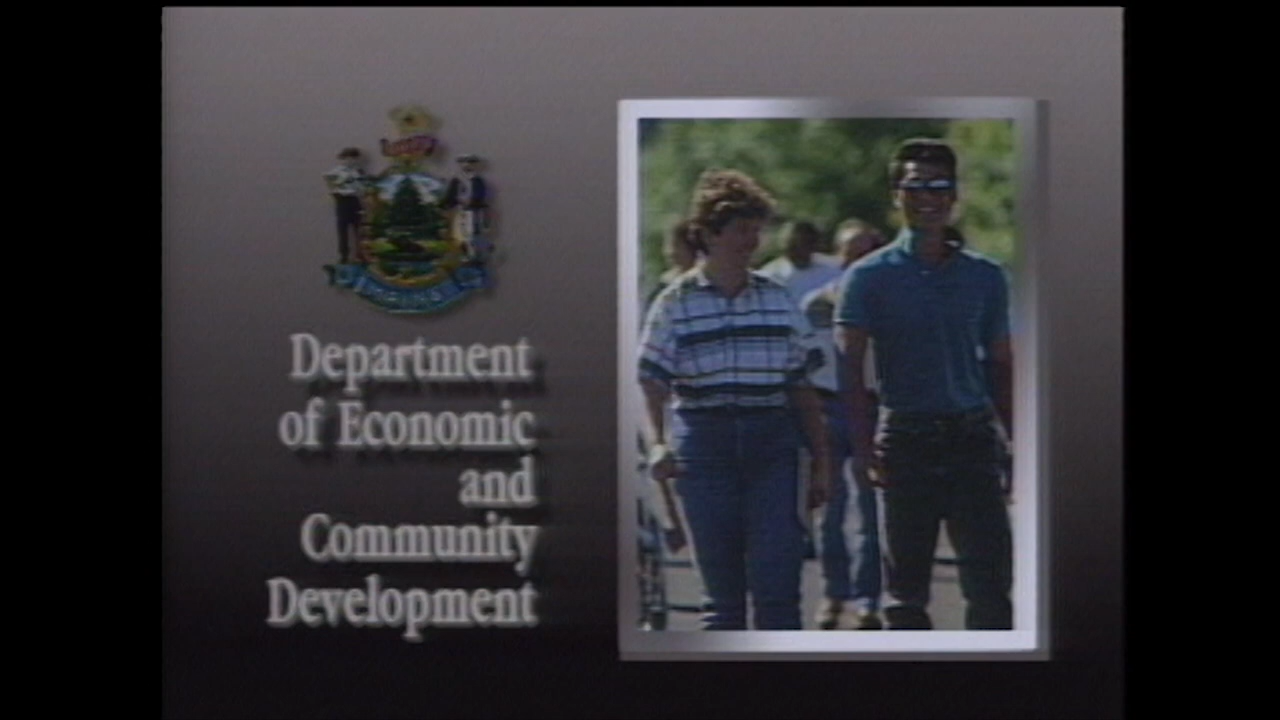 Department
of Economic
and
Community
Development